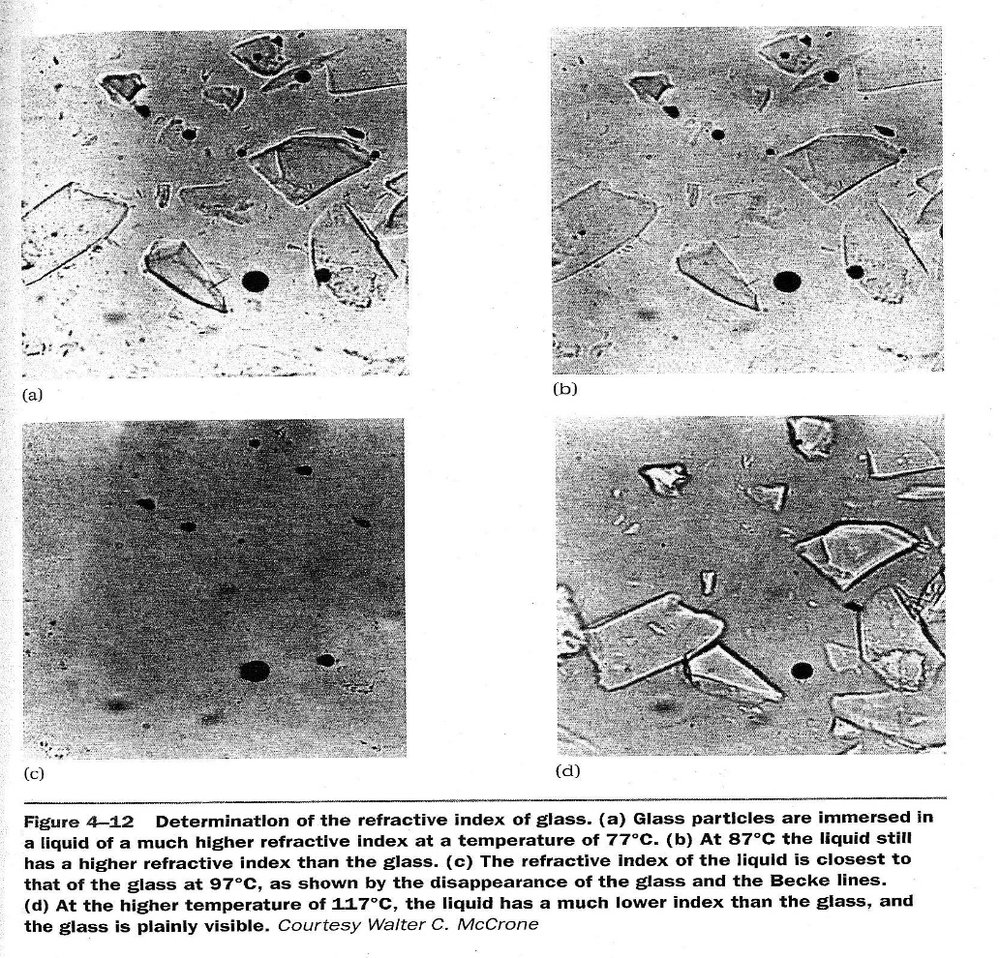 (a)
(b)
(c)
(d)
Figure 4–12 Determination of the refractive index of glass. (a) Glass particles are immersed in
a liquid of a much higher refractive index at a temperature of 77°C. (b) At 87°C the liquid still
has a higher refractive index than the glass. (c) The refractive index of the liquid is closest to
that of the glass at 97°C, as shown by the disappearance of the glass and the Becke lines.
(d) At the higher temperature of 117°C, the liquid has a much lower index than the glass, and
the glass is plainly visible. Courtesy Walter C. McCrone